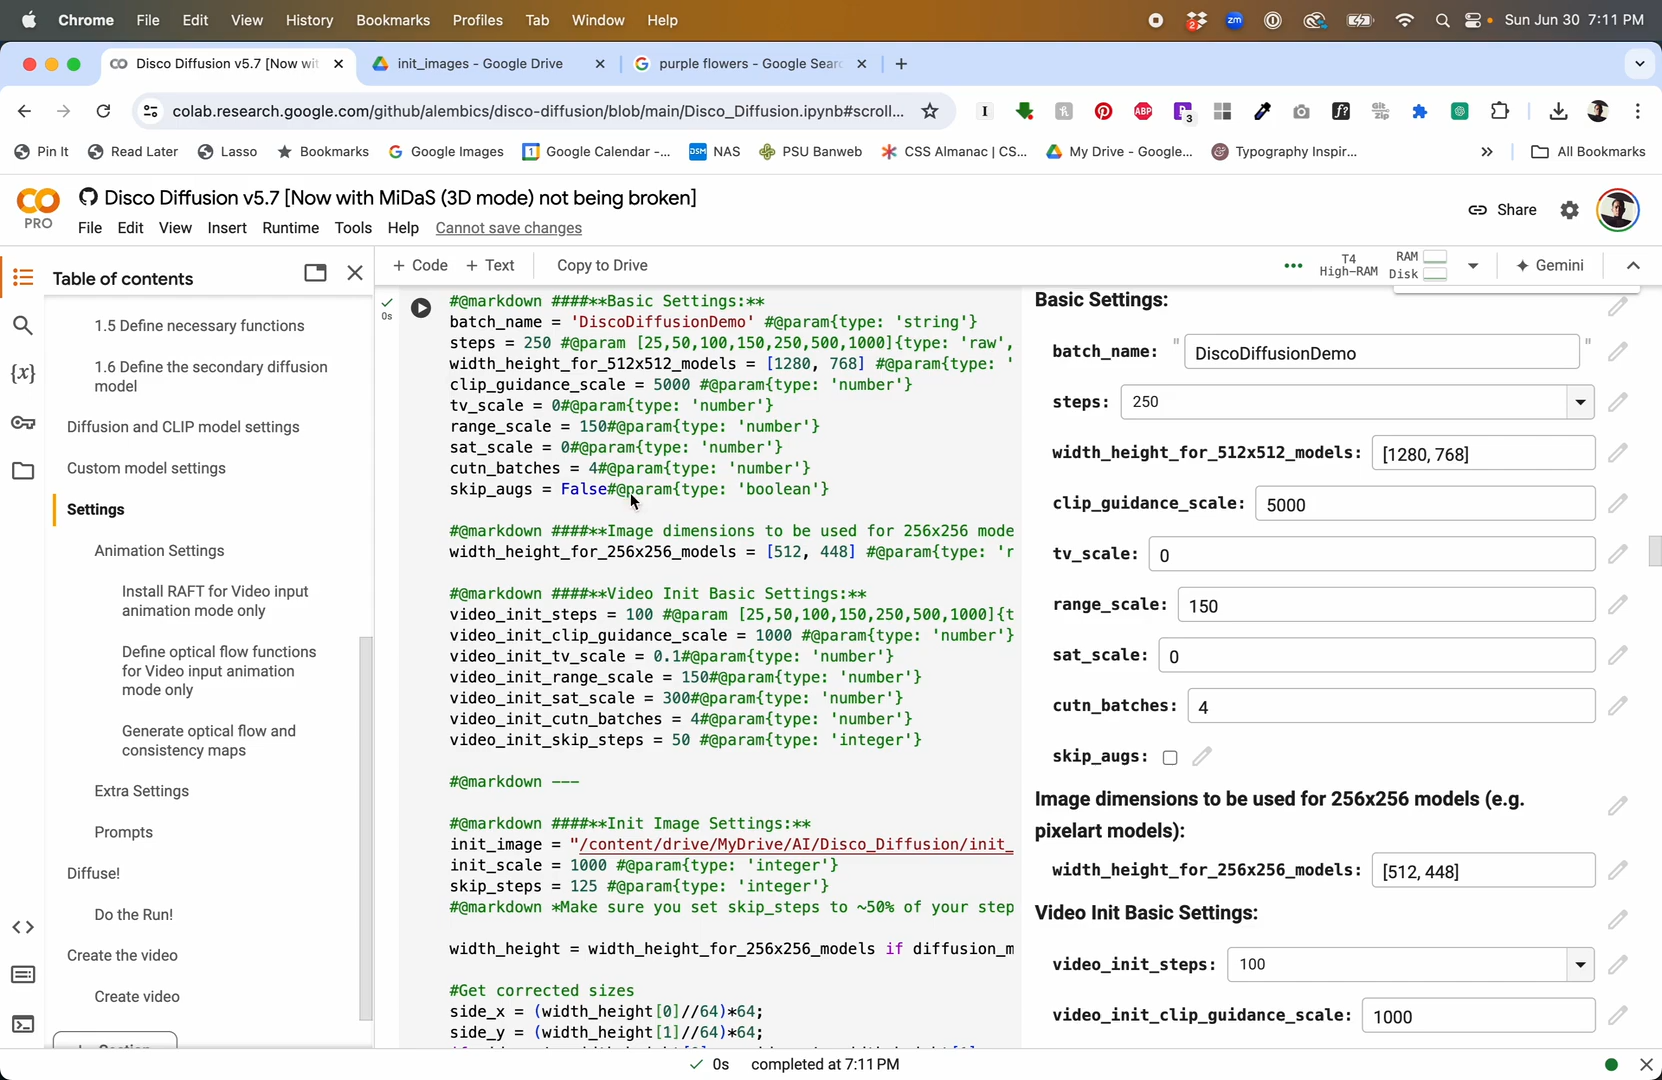 Chrome File Edit View History Bookmarks Profiles Tab Window Help
2 zm Sun Jun 30 7:11 PM
Disco Diffusion v5.7 [Now wit
init_images - Google Drive
purple flowers - Google Sear
colab.research.google.com/github/alembics/disco-diffusion/blob/main/Disco_Diffusion.ipynb#scroll...
ABP 3 f?
Pin It Read Later Lasso Bookmarks Google Images Google Calendar -... NAS PSU Banweb CSS Almanac | CS... My Drive - Google... Typography Inspir... » All Bookmarks
Disco Diffusion v5.7 [Now with MiDaS (3D mode) not being broken]
PRO
File Edit View Insert Runtime Tools Help Cannot save changes
Share
Table of contents
+ Code + Text Copy to Drive
T4 High-RAM
RAM
Disk
Gemini
1.5 Define necessary functions
1.6 Define the secondary diffusion
model
Diffusion and CLIP model settings
Custom model settings
Settings
Animation Settings
Install RAFT for Video input
animation mode only
Define optical flow functions
for Video input animation
mode only
Generate optical flow and
consistency maps
Extra Settings
Prompts
Diffuse!
Do the Run!
Create the video
Create video
0s
#@markdown ####**Basic Settings:**
batch_name = 'DiscoDiffusionDemo' #@param{type: 'string'}
steps = 250 #@param [25,50,100,150,250,500,1000]{type: 'raw',
width_height_for_512x512_models = [1280, 768] #@param{type: '
clip_guidance_scale = 5000 #@param{type: 'number'}
tv_scale = 0#@param{type: 'number'}
range_scale = 150#@param{type: 'number'}
sat_scale = 0#@param{type: 'number'}
cutn_batches = 4#@param{type: 'number'}
skip_augs = False#@param{type: 'boolean'}
#@markdown ####**Image dimensions to be used for 256x256 mode
width_height_for_256x256_models = [512, 448] #@param{type: 'r
#@markdown ####**Video Init Basic Settings:**
video_init_steps = 100 #@param [25,50,100,150,250,500,1000]{t
video_init_clip_guidance_scale = 1000 #@param{type: 'number'}
video_init_tv_scale = 0.1#@param{type: 'number'}
video_init_range_scale = 150#@param{type: 'number'}
video_init_sat_scale = 300#@param{type: 'number'}
video_init_cutn_batches = 4#@param{type: 'number'}
video_init_skip_steps = 50 #@param{type: 'integer'}
#@markdown ---
#@markdown ####**Init Image Settings:**
init_image = "/content/drive/MyDrive/AI/Disco_Diffusion/init_
init_scale = 1000 #@param{type: 'integer'}
skip_steps = 125 #@param{type: 'integer'}
#@markdown *Make sure you set skip_steps to ~50% of your step
width_height = width_height_for_256x256_models if diffusion_m
#Get corrected sizes
side_x = (width_height[0]//64)*64;
side_y = (width_height[1]//64)*64;
Basic Settings:
batch_name: " DiscoDiffusionDemo "
steps: 250
width_height_for_512x512_models: [1280, 768]
clip_guidance_scale: 5000
tv_scale: 0
range_scale: 150
sat_scale: 0
cutn_batches: 4
skip_augs:
Image dimensions to be used for 256x256 models (e.g.
pixelart models):
width_height_for_256x256_models: [512, 448]
Video Init Basic Settings:
video_init_steps: 100
video_init_clip_guidance_scale: 1000
0s completed at 7:11 PM